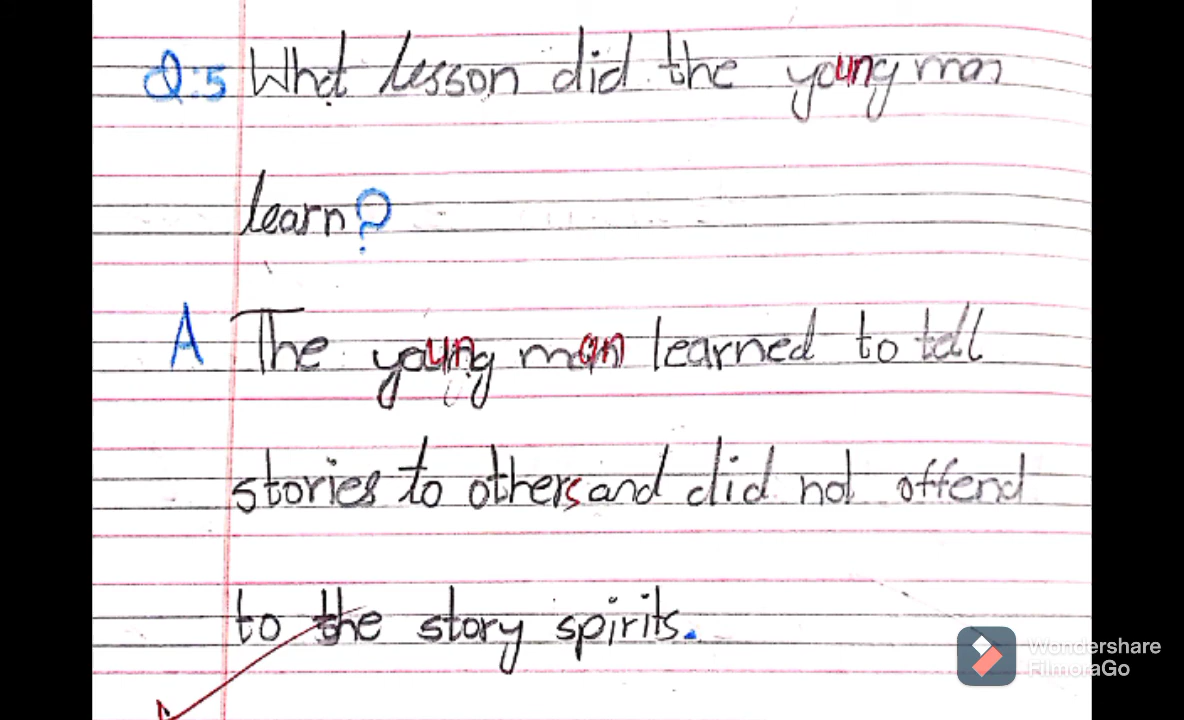 Q:5 What lesson did the young man
learn?
A The young man learned to tell
stories to others and did not offend
to the story spirits.
Wondershare
FilmoraGo